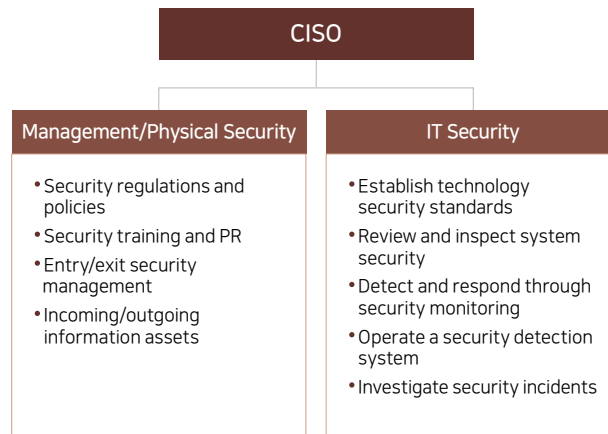 CISO
Management/Physical Security
• Security regulations and
policies
• Security training and PR
• Entry/exit security
management
• Incoming/outgoing
information assets
IT Security
• Establish technology
security standards
• Review and inspect system
security
• Detect and respond through
security monitoring
• Operate a security detection
system
• Investigate security incidents